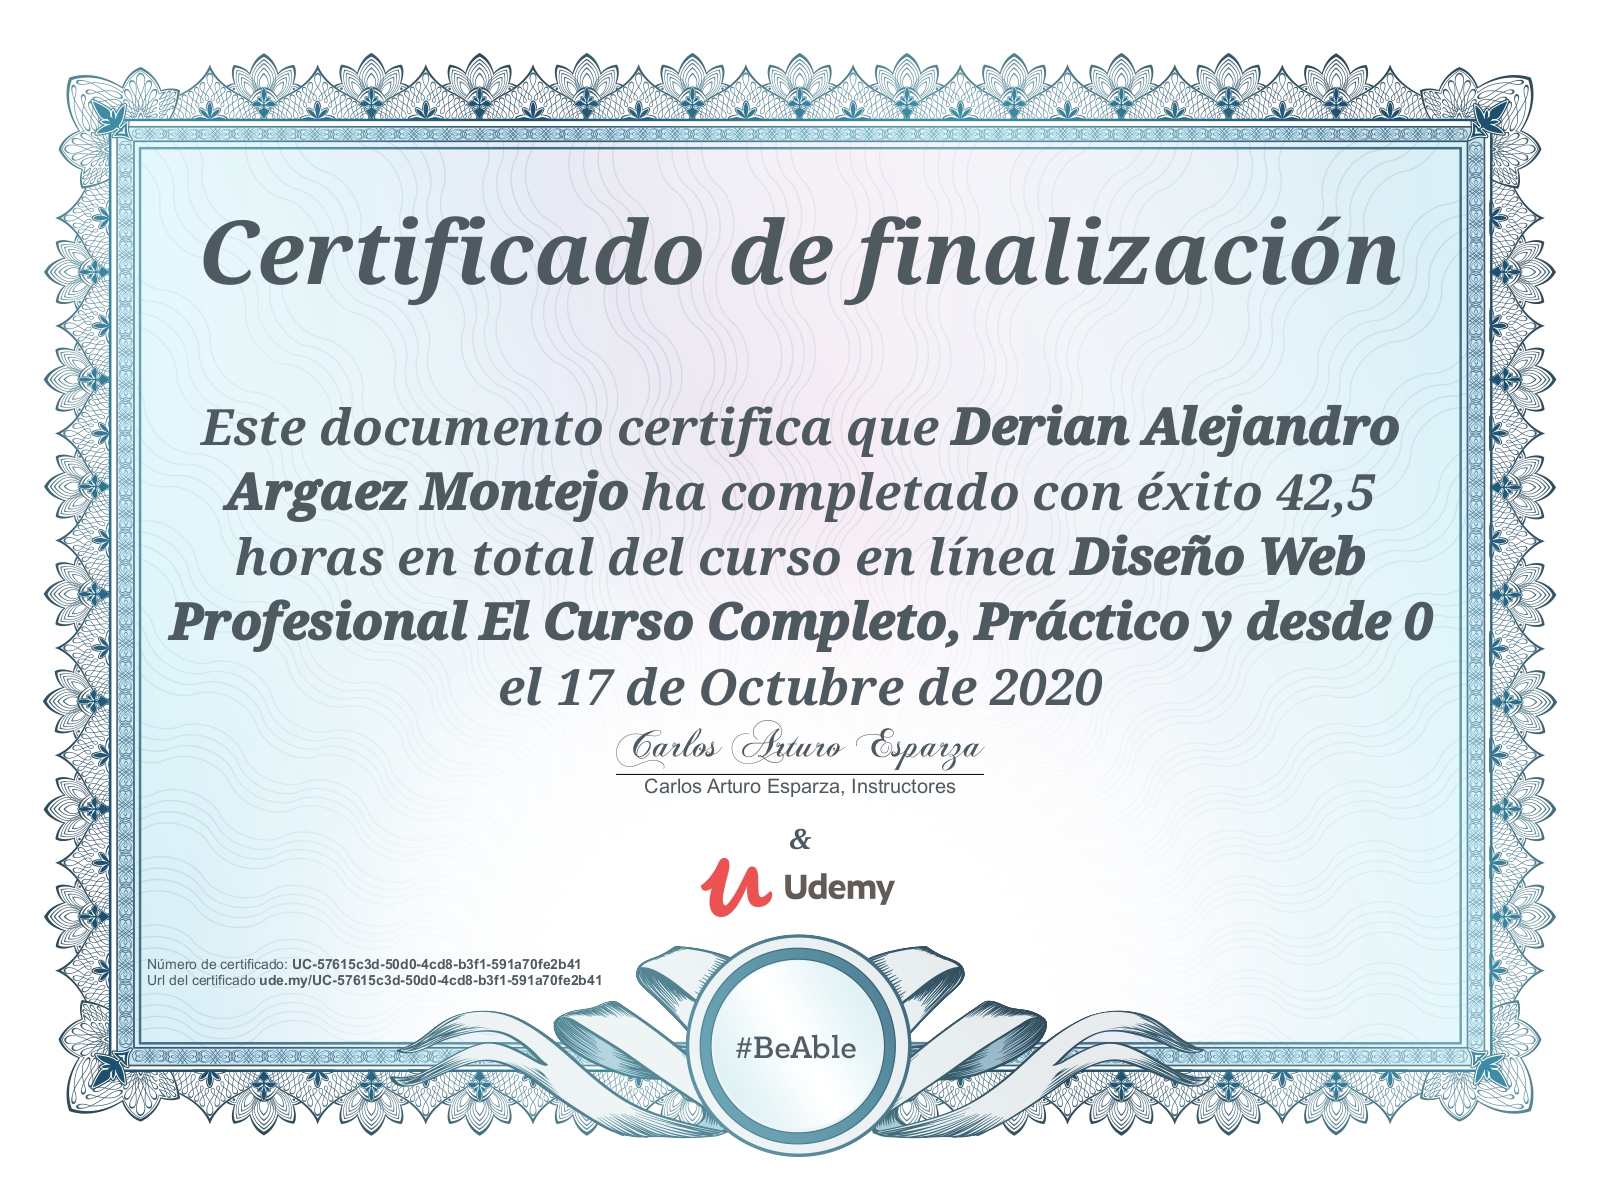 Certificado de finalización
Este documento certifica que Derian Alejandro
Argaez Montejo ha completado con éxito 42,5
horas en total del curso en línea Diseño Web
Profesional El Curso Completo, Práctico y desde 0
el 17 de Octubre de 2020
Carlos Arturo Esparza
Carlos Arturo Esparza, Instructores
&
Udemy
Número de certificado: UC-57615c3d-50d0-4cd8-b3f1-591a70fe2b41
Url del certificado ude.my/UC-57615c3d-50d0-4cd8-b3f1-591a70fe2b41
#BeAble